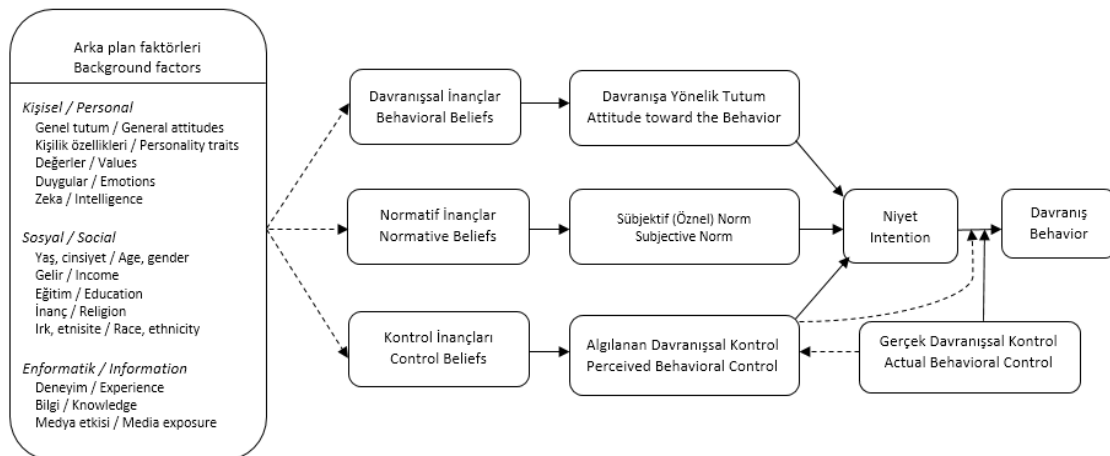 Arka plan faktörleri
Background factors
Kişisel / Personal
Genel tutum / General attitudes
Kişilik özellikleri / Personality traits
Değerler / Values
Duygular / Emotions
Zeka / Intelligence
Sosyal / Social
Yaş, cinsiyet / Age, gender
Gelir / Income
Eğitim / Education
İnanç / Religion
Irk, etnisite / Race, ethnicity
Enformatik / Information
Deneyim / Experience
Bilgi / Knowledge
Medya etkisi / Media exposure
Davranışsal İnançlar
Behavioral Beliefs
Davranışa Yönelik Tutum
Attitude toward the Behavior
Normatif İnançlar
Normative Beliefs
Sübjektif (Öznel) Norm
Subjective Norm
Niyet
Intention
Davranış
Behavior
Kontrol İnançları
Control Beliefs
Algılanan Davranışsal Kontrol
Perceived Behavioral Control
Gerçek Davranışsal Kontrol
Actual Behavioral Control